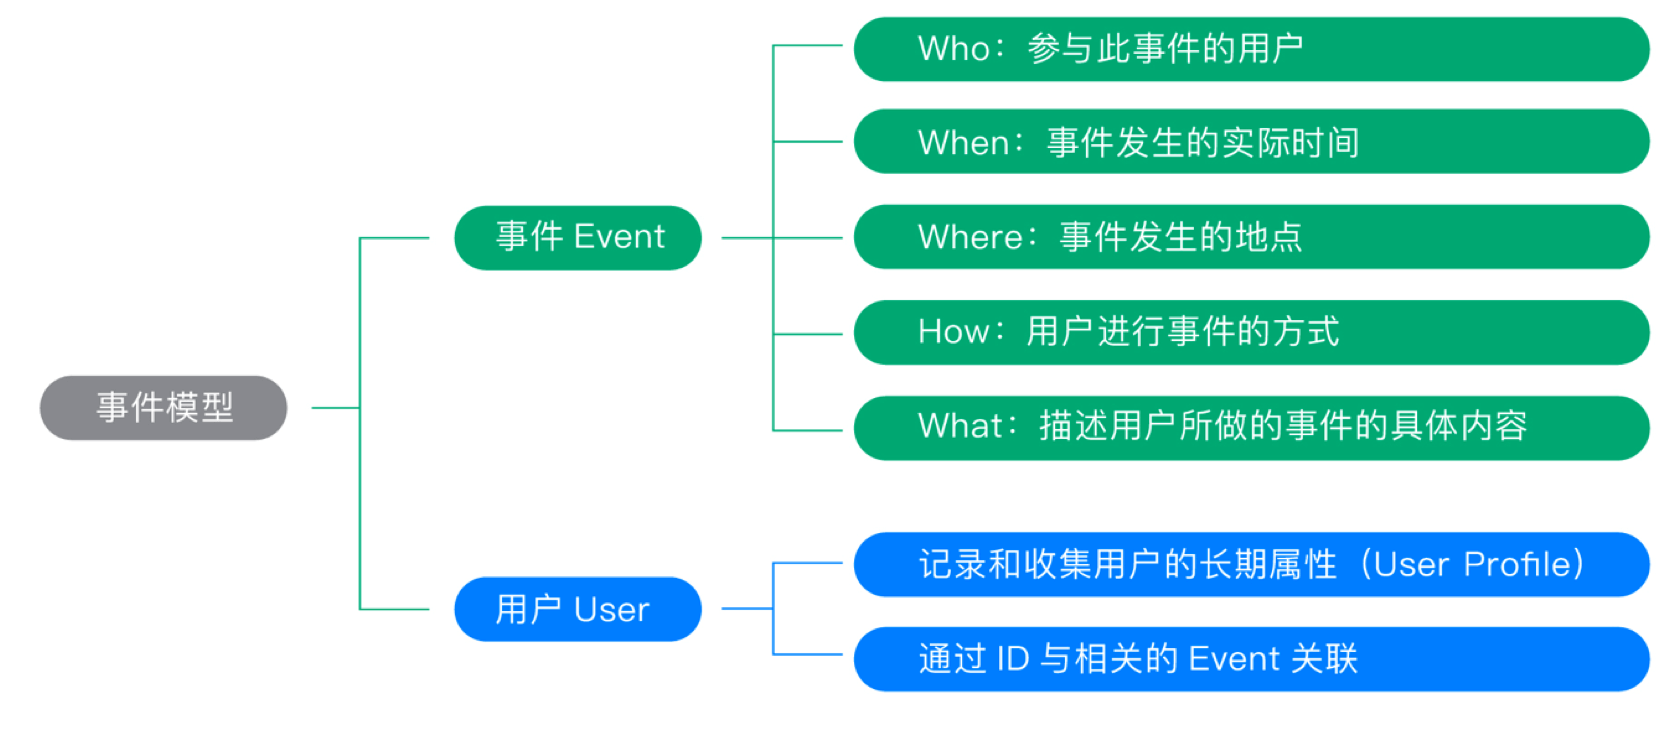 事件模型
事件 Event
Who：参与此事件的用户
When：事件发生的实际时间
Where：事件发生的地点
How：用户进行事件的方式
What：描述用户所做的事件的具体内容
用户 User
记录和收集用户的长期属性（User Profile）
通过 ID 与相关的 Event 关联